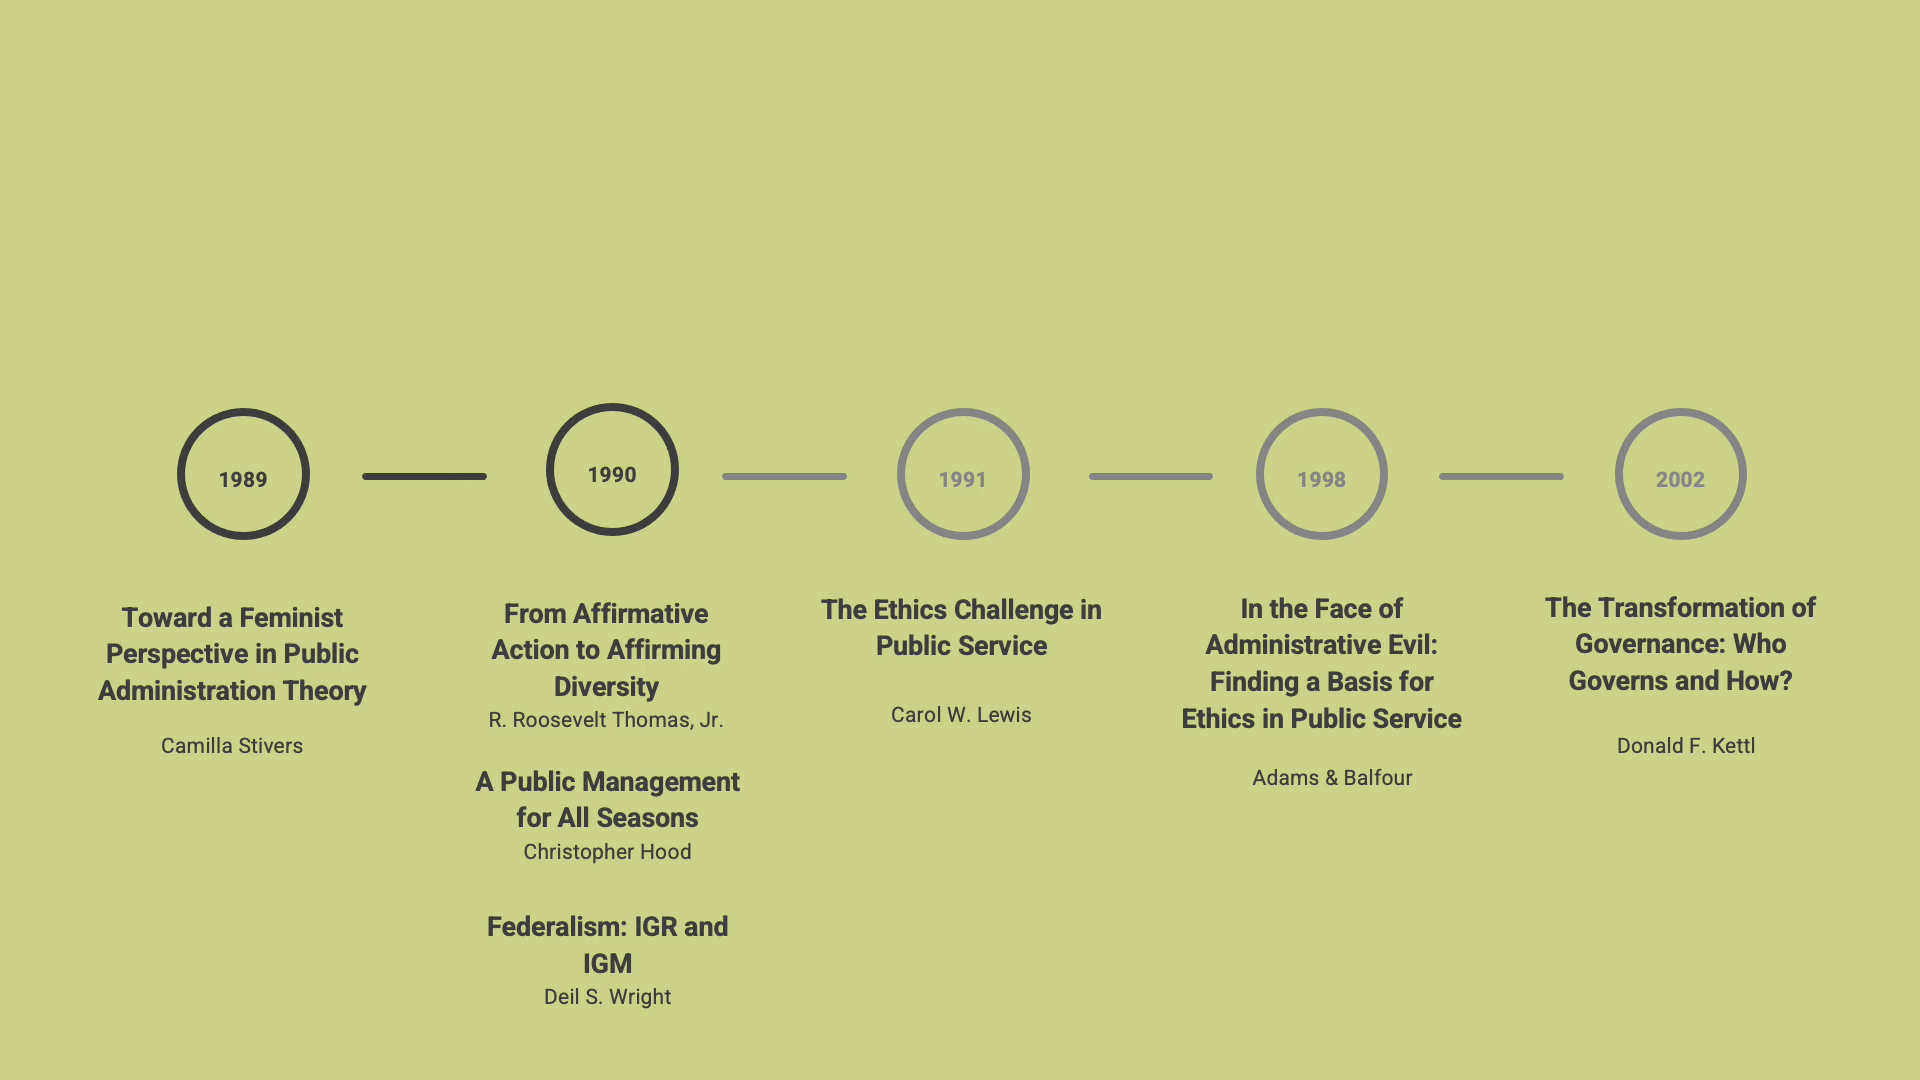 1989
1990
1991
1998
2002
Toward a Feminist
Perspective in Public
Administration Theory
Camilla Stivers
From Affirmative
Action to Affirming
Diversity
R. Roosevelt Thomas, Jr.
A Public Management
for All Seasons
Christopher Hood
Federalism: IGR and
IGM
Deil S. Wright
The Ethics Challenge in
Public Service
Carol W. Lewis
In the Face of
Administrative Evil:
Finding a Basis for
Ethics in Public Service
Adams & Balfour
The Transformation of
Governance: Who
Governs and How?
Donald F. Kettl